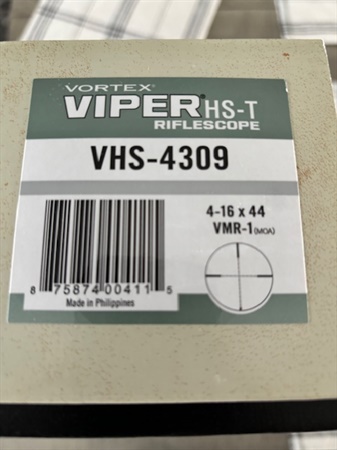 VORTEX®
VIPER® HS-T
RIFLESCOPE
VHS-4309
4-16 x 44
VMR-1 (MOA)
8 75874 00411 5
Made in Philippines